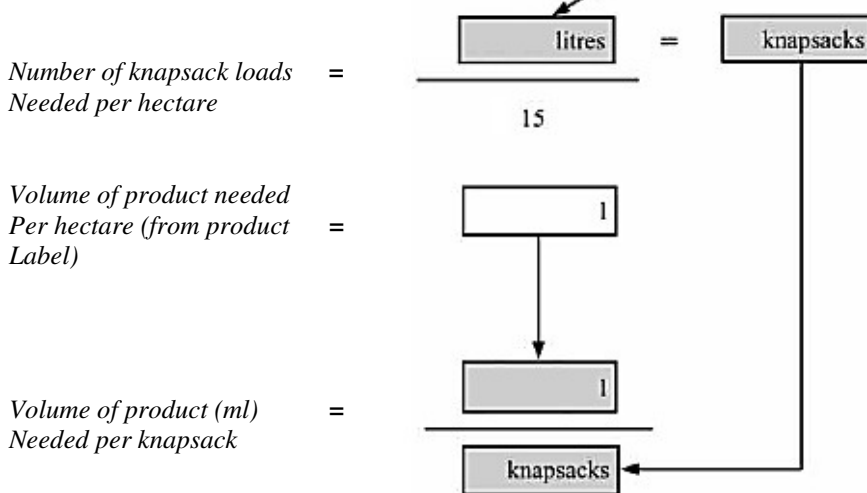 litres = knapsacks
Number of knapsack loads =
Needed per hectare
15
Volume of product needed
Per hectare (from product = l
Label)
l
Volume of product (ml) =
Needed per knapsack
knapsacks